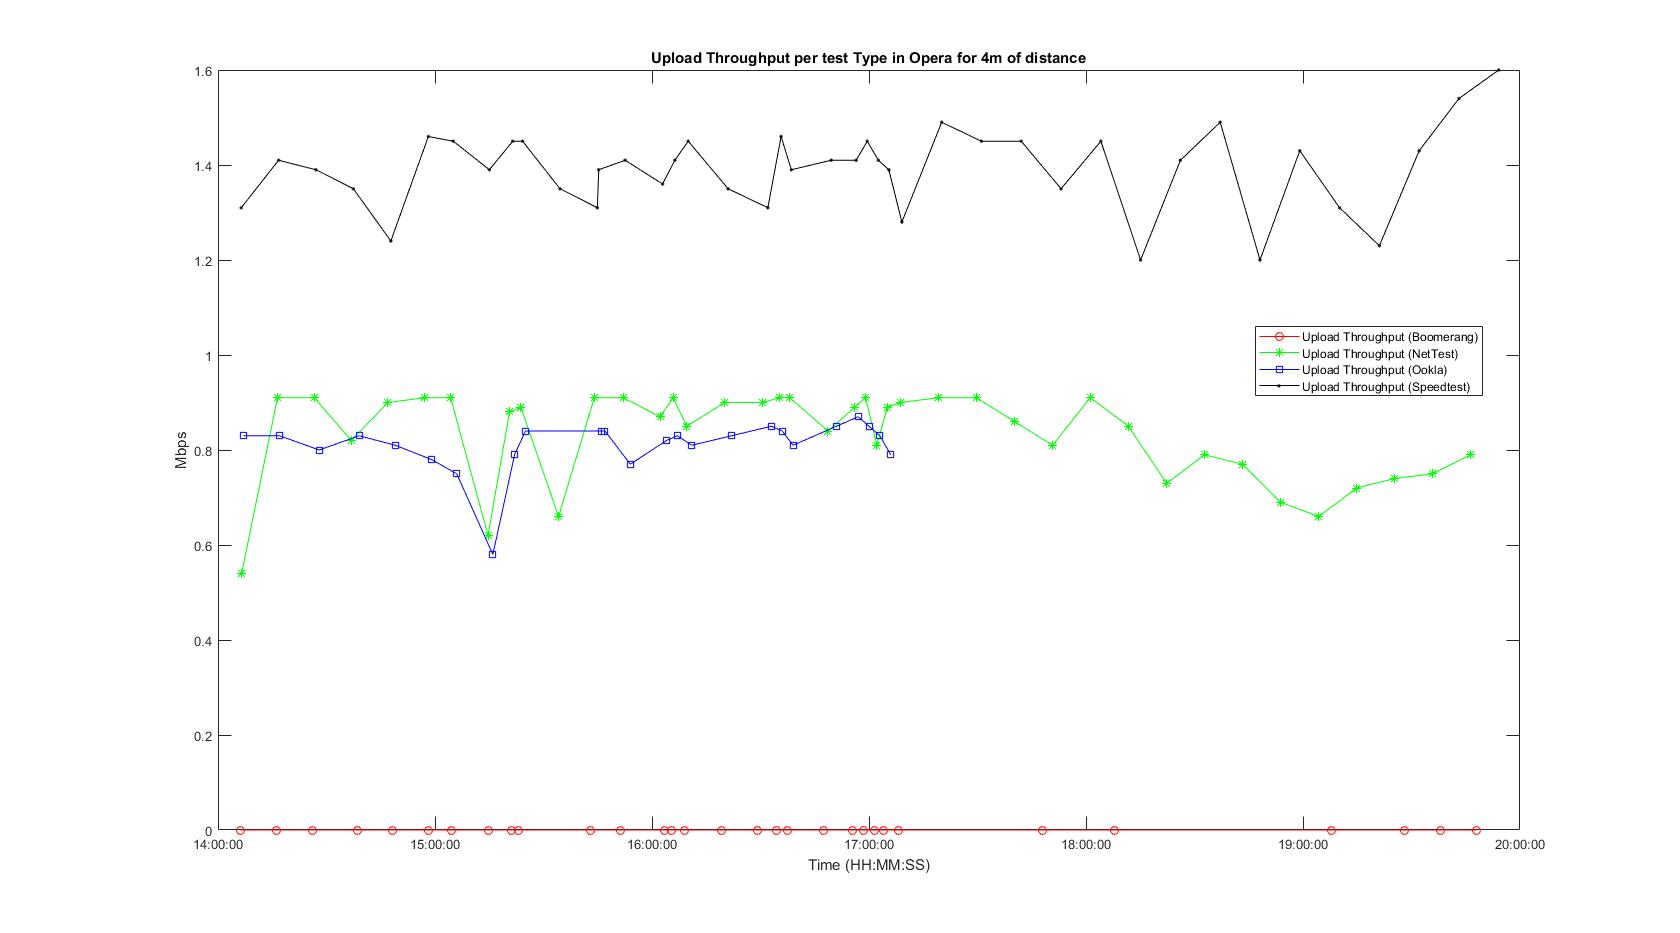 Upload Throughput per test Type in Opera for 4m of distance
1.6
1.4
1.2
1
0.8
0.6
0.4
0.2
0
Mbps
Upload Throughput (Boomerang)
Upload Throughput (NetTest)
Upload Throughput (Ookla)
Upload Throughput (Speedtest)
14:00:00 15:00:00 16:00:00 17:00:00 18:00:00 19:00:00 20:00:00
Time (HH:MM:SS)